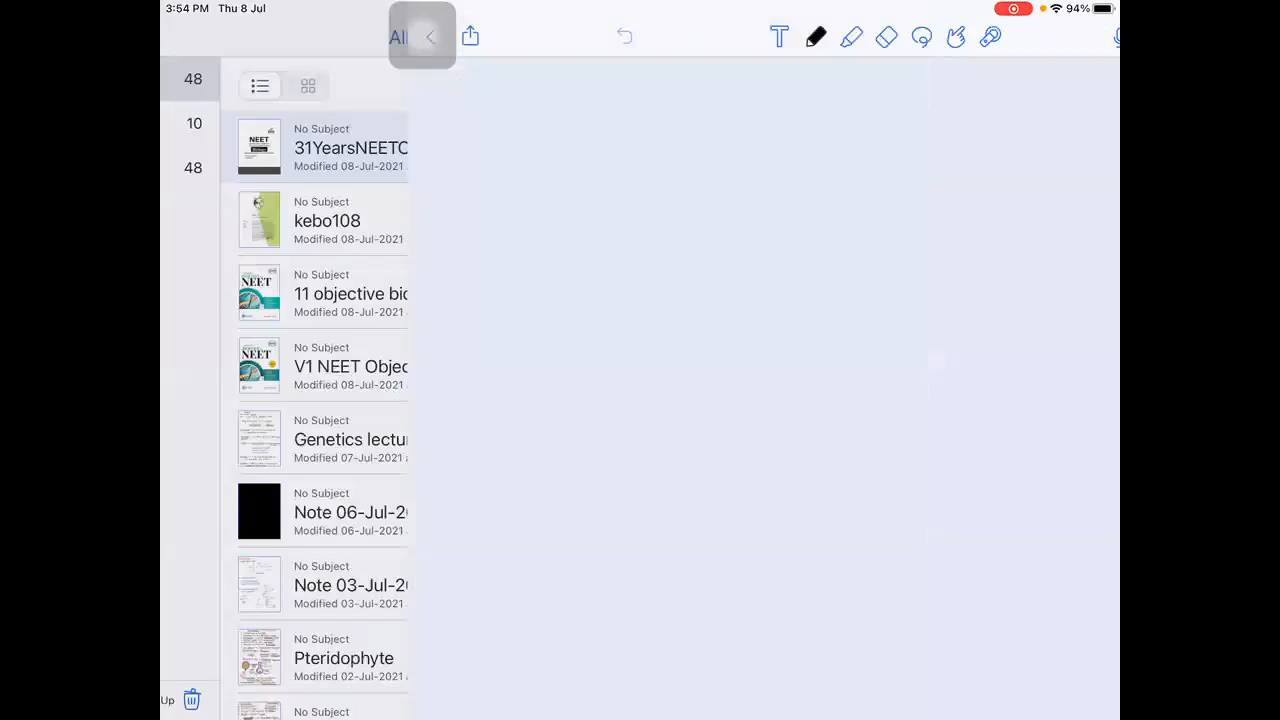 3:54 PM Thu 8 Jul
94%
All
48
10
48
No Subject
31YearsNEETC
Modified 08-Jul-2021
No Subject
kebo108
Modified 08-Jul-2021
No Subject
11 objective bio
Modified 08-Jul-2021
No Subject
V1 NEET Objec
Modified 08-Jul-2021
No Subject
Genetics lectu
Modified 07-Jul-2021
No Subject
Note 06-Jul-2
Modified 06-Jul-2021
No Subject
Note 03-Jul-2
Modified 03-Jul-2021
No Subject
Pteridophyte
Modified
No Subject
Up
NEET
NEET
NEET